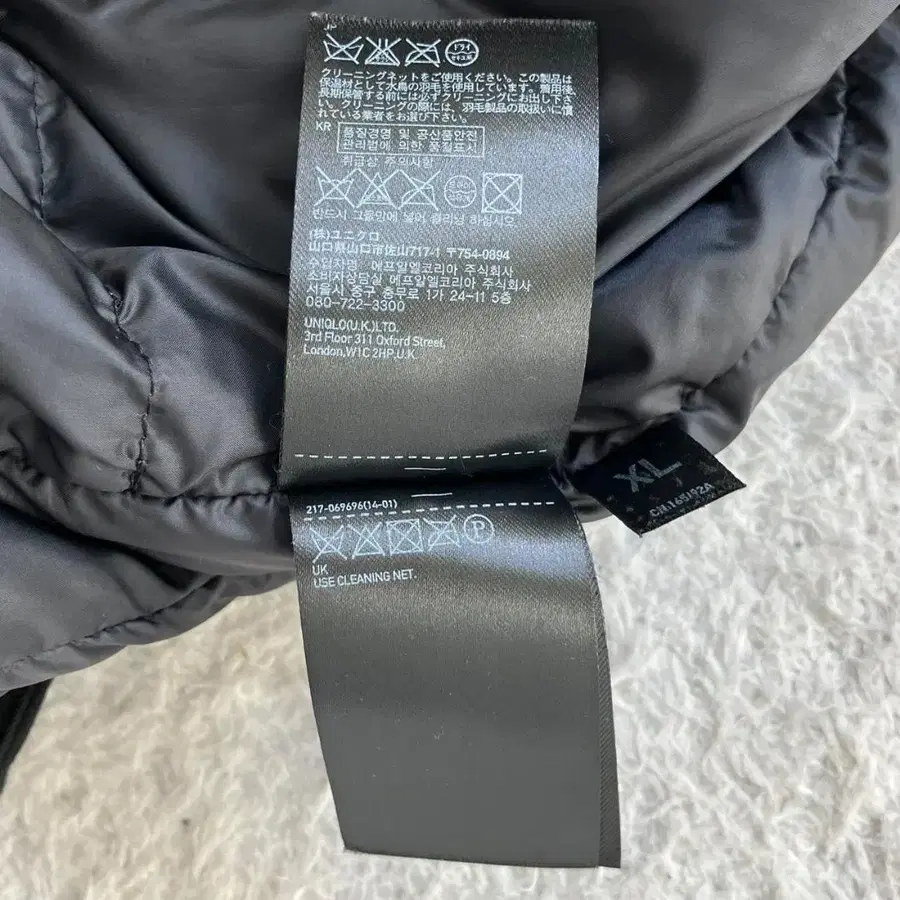 JP
ドライ
セキユ系
クリーニングネットをご使用ください。この製品は
保温材として水鳥の羽毛を使用しています。着用後、
長期保管する前には必ずクリーニングにお出し下さ
い。クリーニングの際には、羽毛製品の取扱いに慣
れている業者をお選び下さい。
KR
품질경영 및 공산품안전
관리법에 의한 품질표시
취급상 주의사항
반드시 그물망에 넣어 클리닝 하십시오
(株)ユニクロ
山口県山口市佐山717-1 〒754-0894
수입자명 에프알엘코리아 주식회사
소비자상담실 에프알엘코리아 주식회사
서울시 중구 충무로 1가 24-11 5층
080-722-3300
UNIQLO(U.K.)LTD.
3rd Floor 311 Oxford Street,
London,W1C 2HP,U.K.
XL
CN:165/92A
217-069696(14-01)
P
UK
USE CLEANING NET.